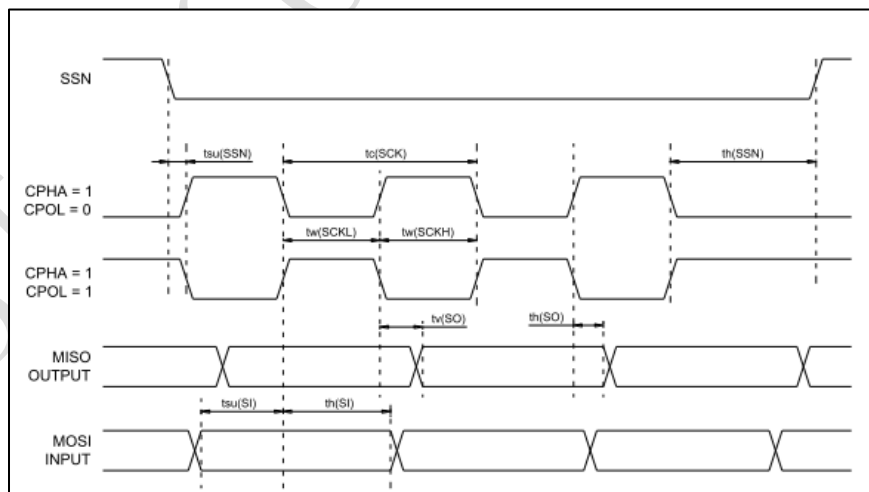 SSN
tsu(SSN)
tc(SCK)
th(SSN)
CPHA = 1
CPOL = 0
tw(SCKL)
tw(SCKH)
CPHA = 1
CPOL = 1
tv(SO)
th(SO)
MISO
OUTPUT
tsu(SI)
th(SI)
MOSI
INPUT